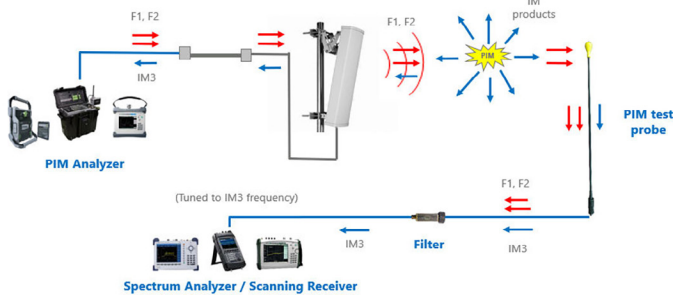 IM
products
F1, F2
F1, F2
PIM
IM3
PIM Analyzer
PIM test
probe
(Tuned to IM3 frequency)
F1, F2
IM3
Filter
IM3
Spectrum Analyzer / Scanning Receiver